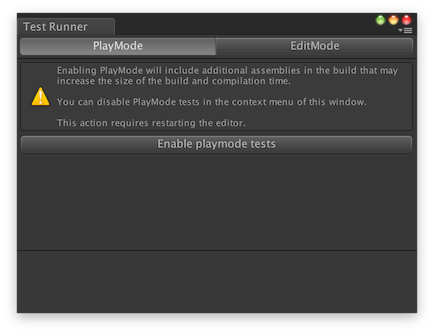 Test Runner
PlayMode
EditMode
Enabling PlayMode will include additional assemblies in the build that may
increase the size of the build and compilation time.
You can disable PlayMode tests in the context menu of this window.
This action requires restarting the editor.
Enable playmode tests